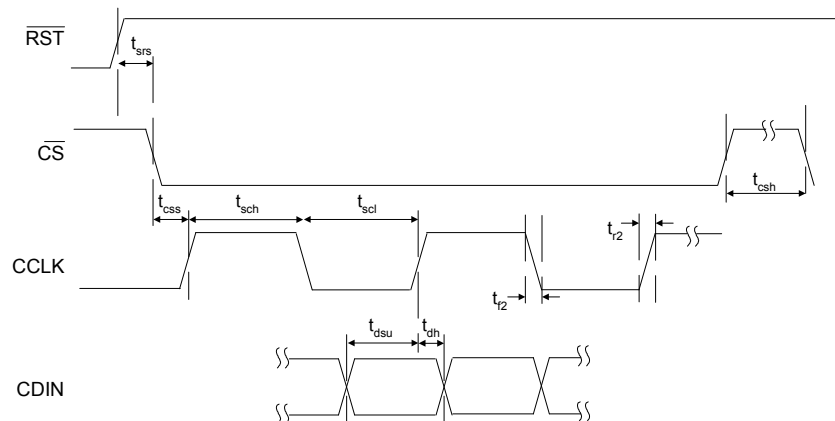 RST
t_srs
CS
t_csh
t_css
t_sch
t_scl
t_r2
CCLK
t_f2
t_dsu
t_dh
CDIN